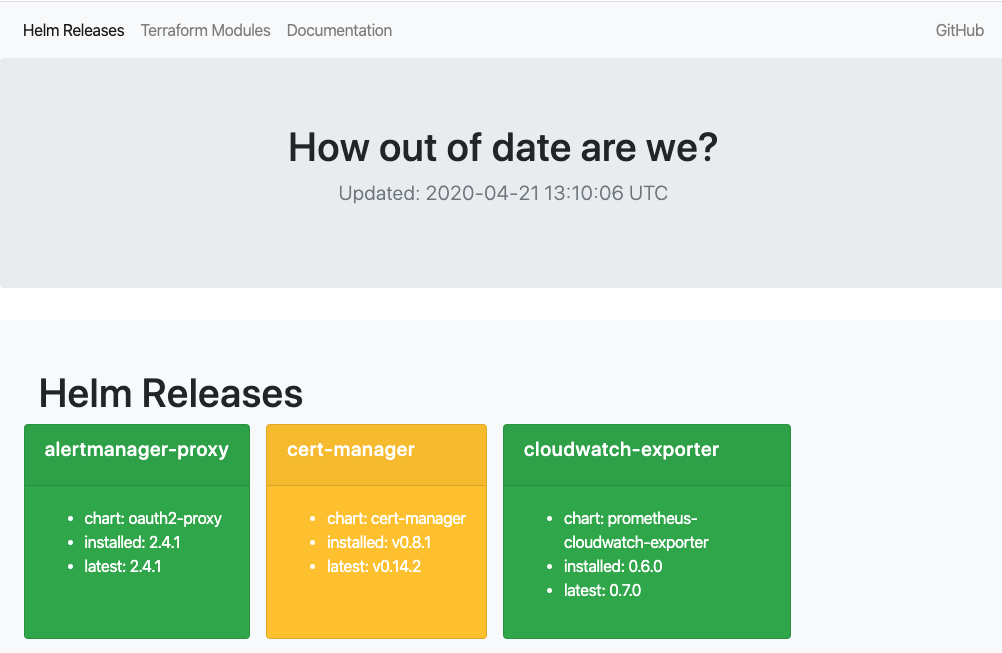 Helm Releases Terraform Modules Documentation GitHub
How out of date are we?
Updated: 2020-04-21 13:10:06 UTC
Helm Releases
alertmanager-proxy
chart: oauth2-proxy
installed: 2.4.1
latest: 2.4.1
cert-manager
chart: cert-manager
installed: v0.8.1
latest: v0.14.2
cloudwatch-exporter
chart: prometheus-
cloudwatch-exporter
installed: 0.6.0
latest: 0.7.0